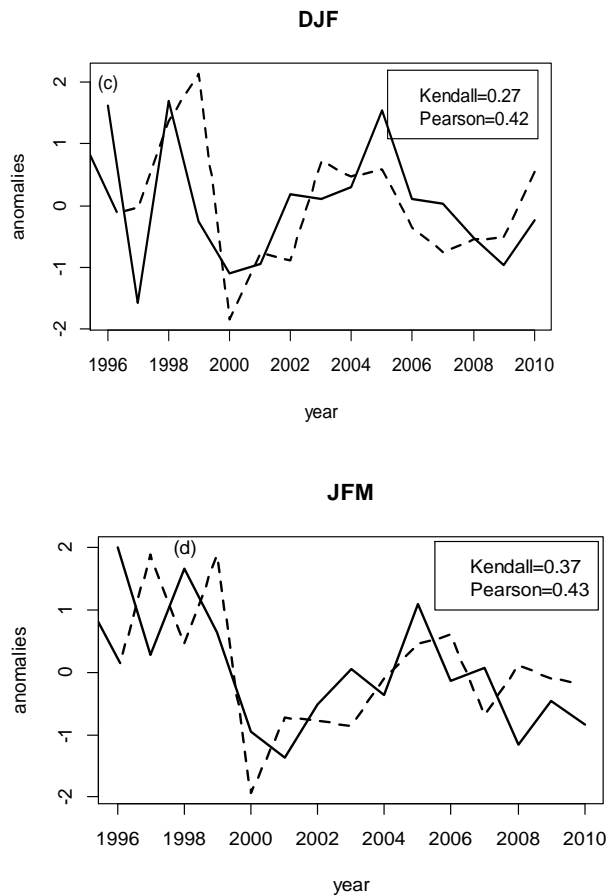 DJF
(c)
Kendall=0.27
Pearson=0.42
anomalies
2
1
0
-1
-2
1996 1998 2000 2002 2004 2006 2008 2010
year
JFM
(d)
Kendall=0.37
Pearson=0.43
anomalies
2
1
0
-1
-2
1996 1998 2000 2002 2004 2006 2008 2010
year